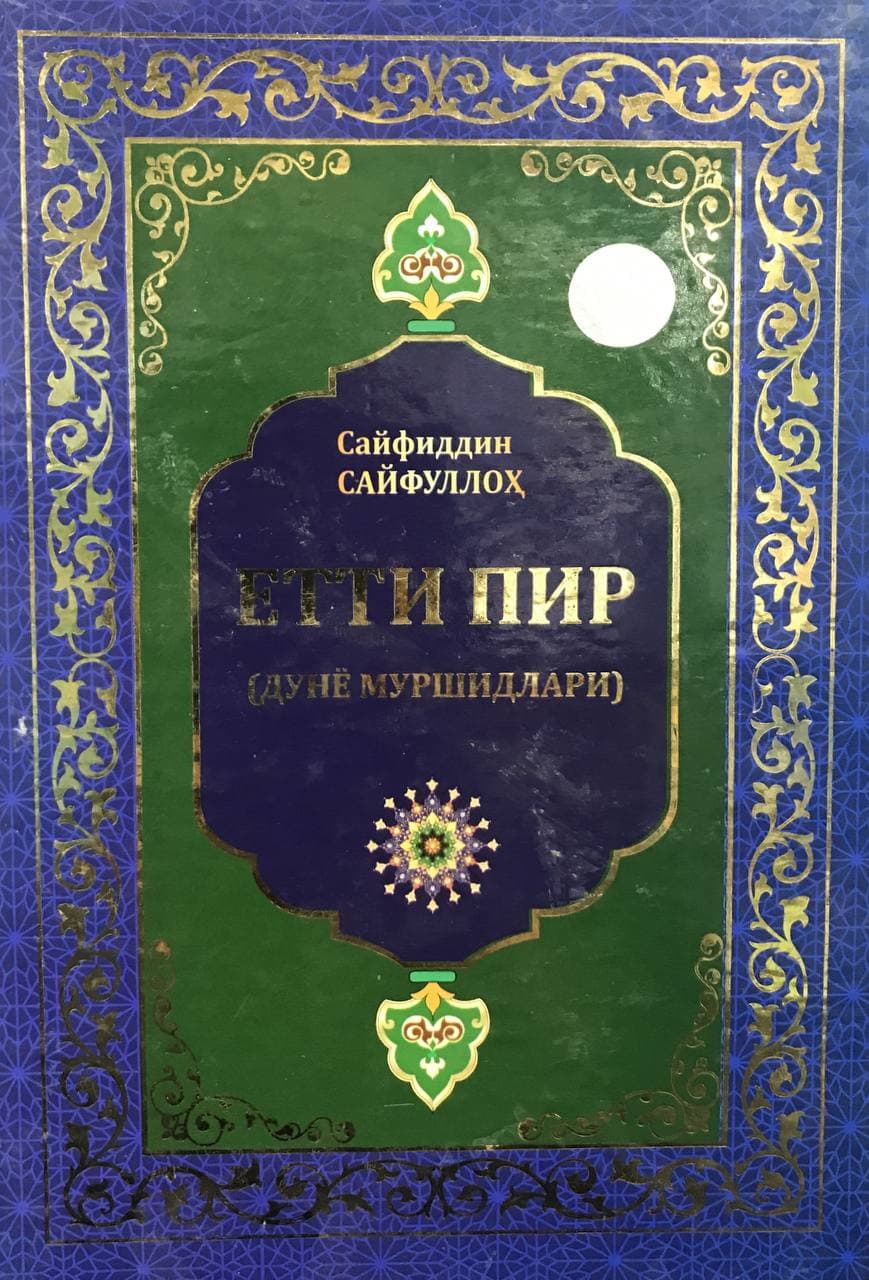 Сайфиддин
САЙФУЛЛОҲ
ЕТТИ ПИР
(ДУНЁ МУРШИДЛАРИ)